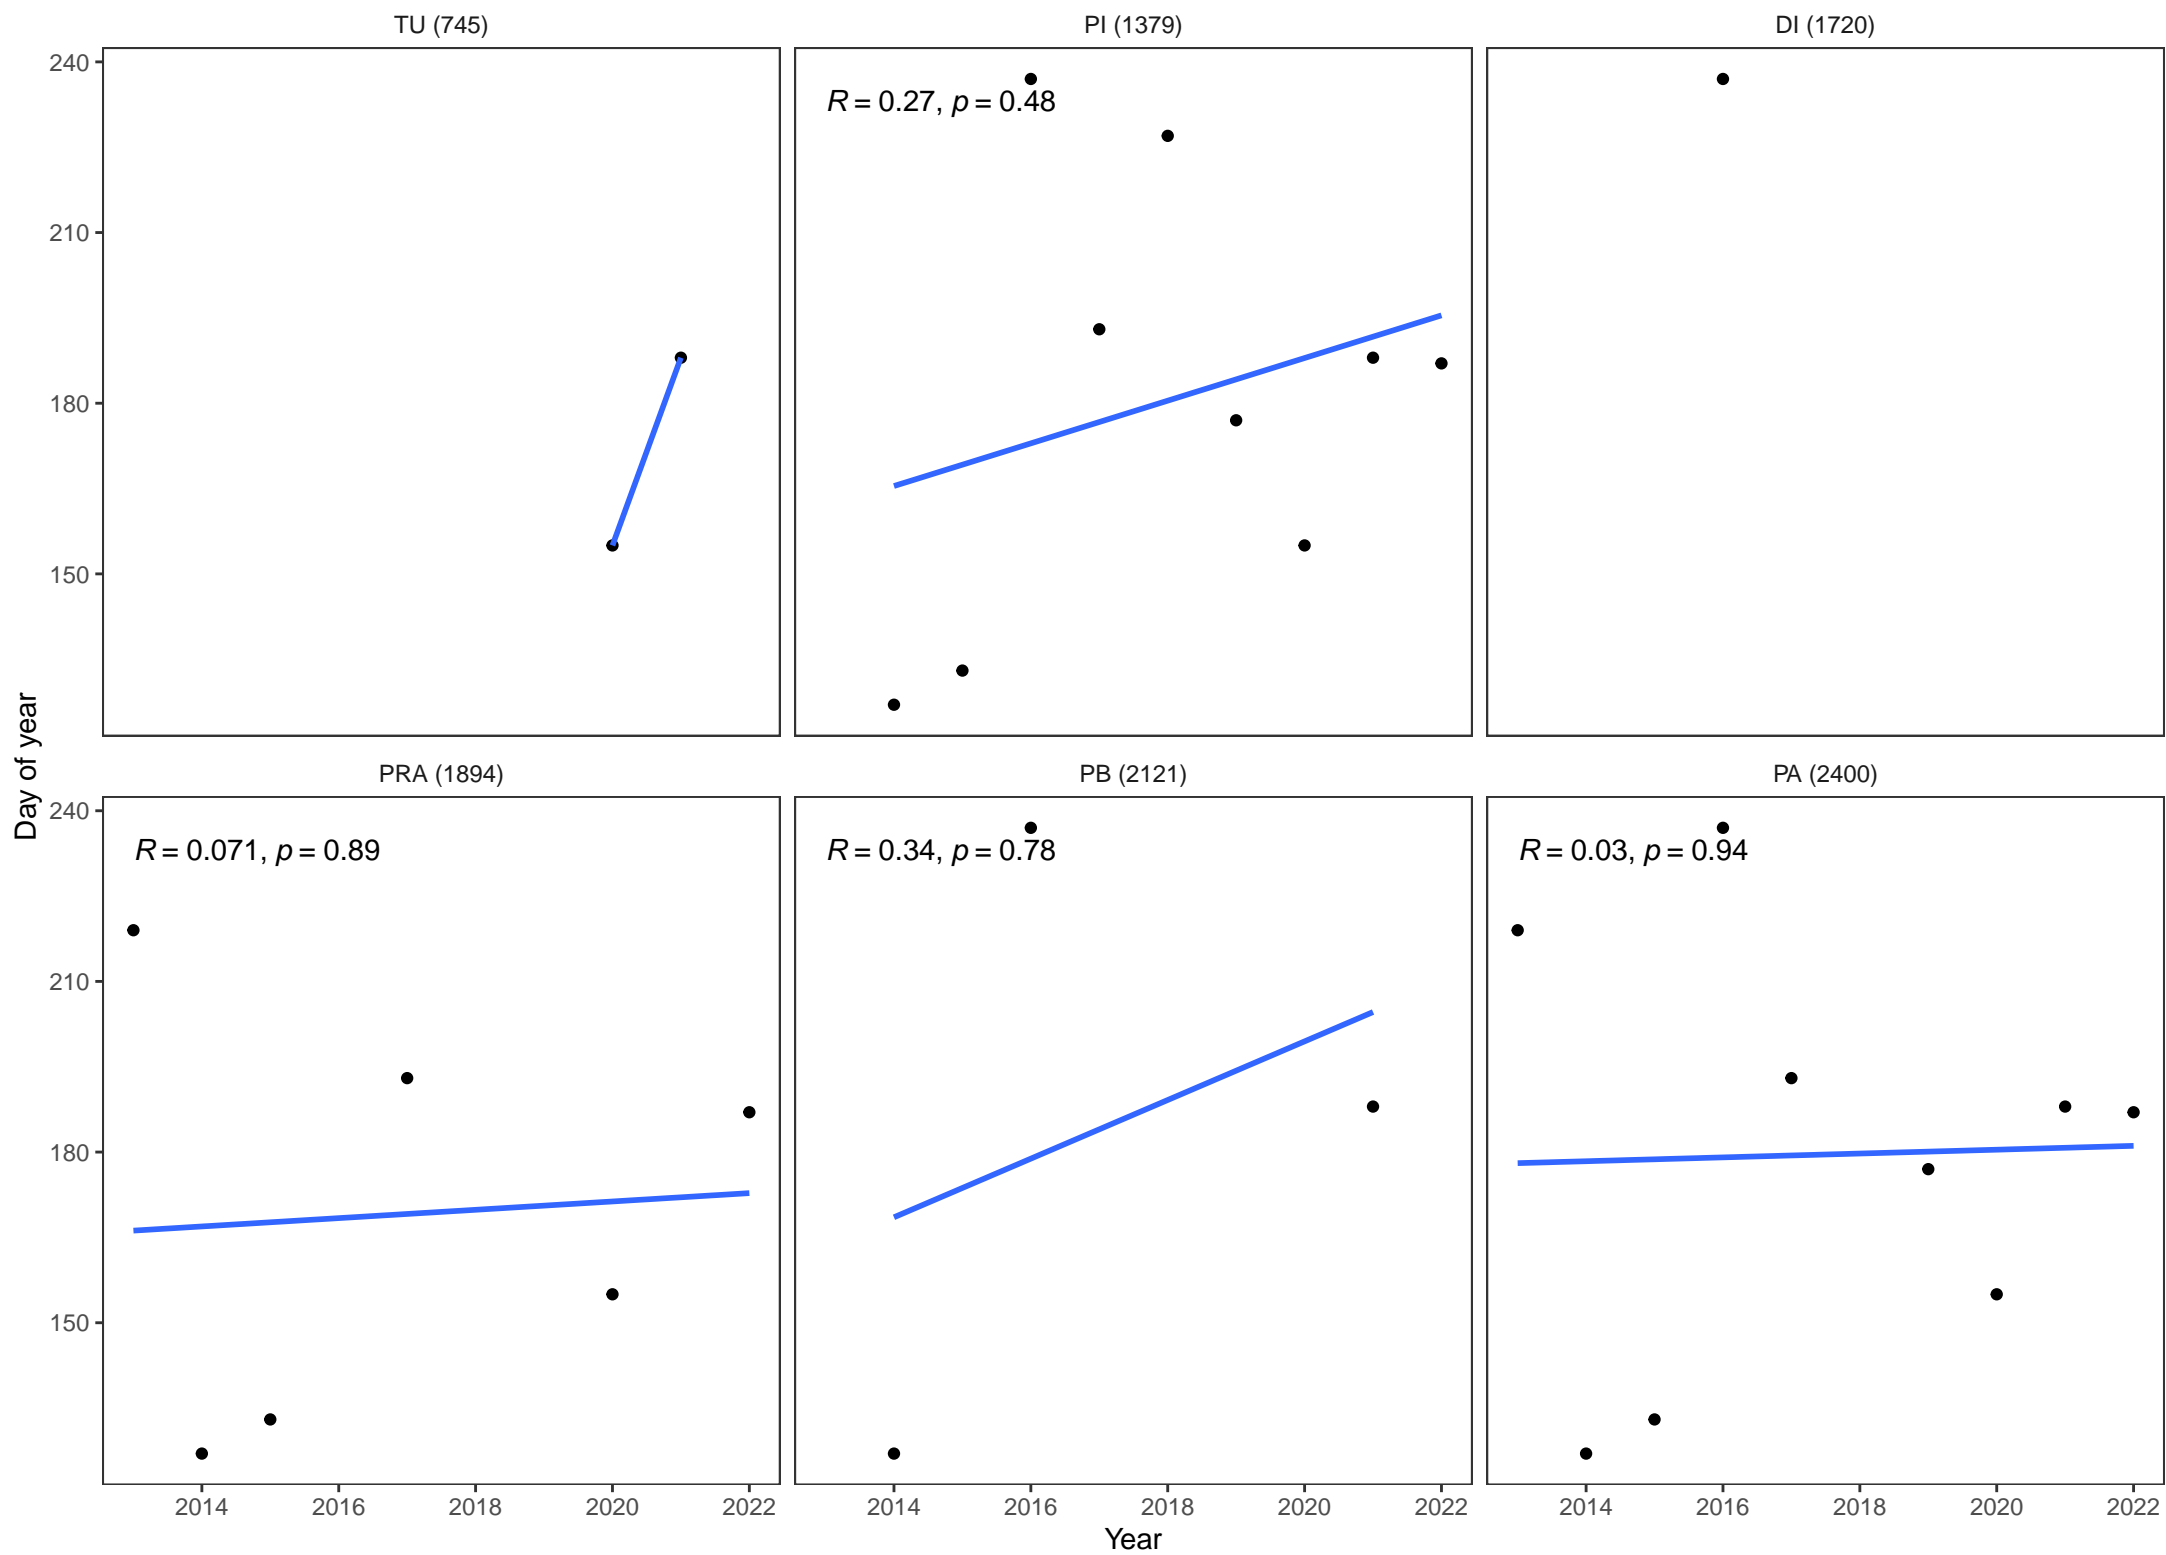 TU (745)
PI (1379)
DI (1720)
240
210
180
150
R = 0.27, p = 0.48
Day of year
PRA (1894)
PB (2121)
PA (2400)
240
210
180
150
R = 0.071, p = 0.89
R = 0.34, p = 0.78
R = 0.03, p = 0.94
2014 2016 2018 2020 2022
2014 2016 2018 2020 2022
2014 2016 2018 2020 2022
Year